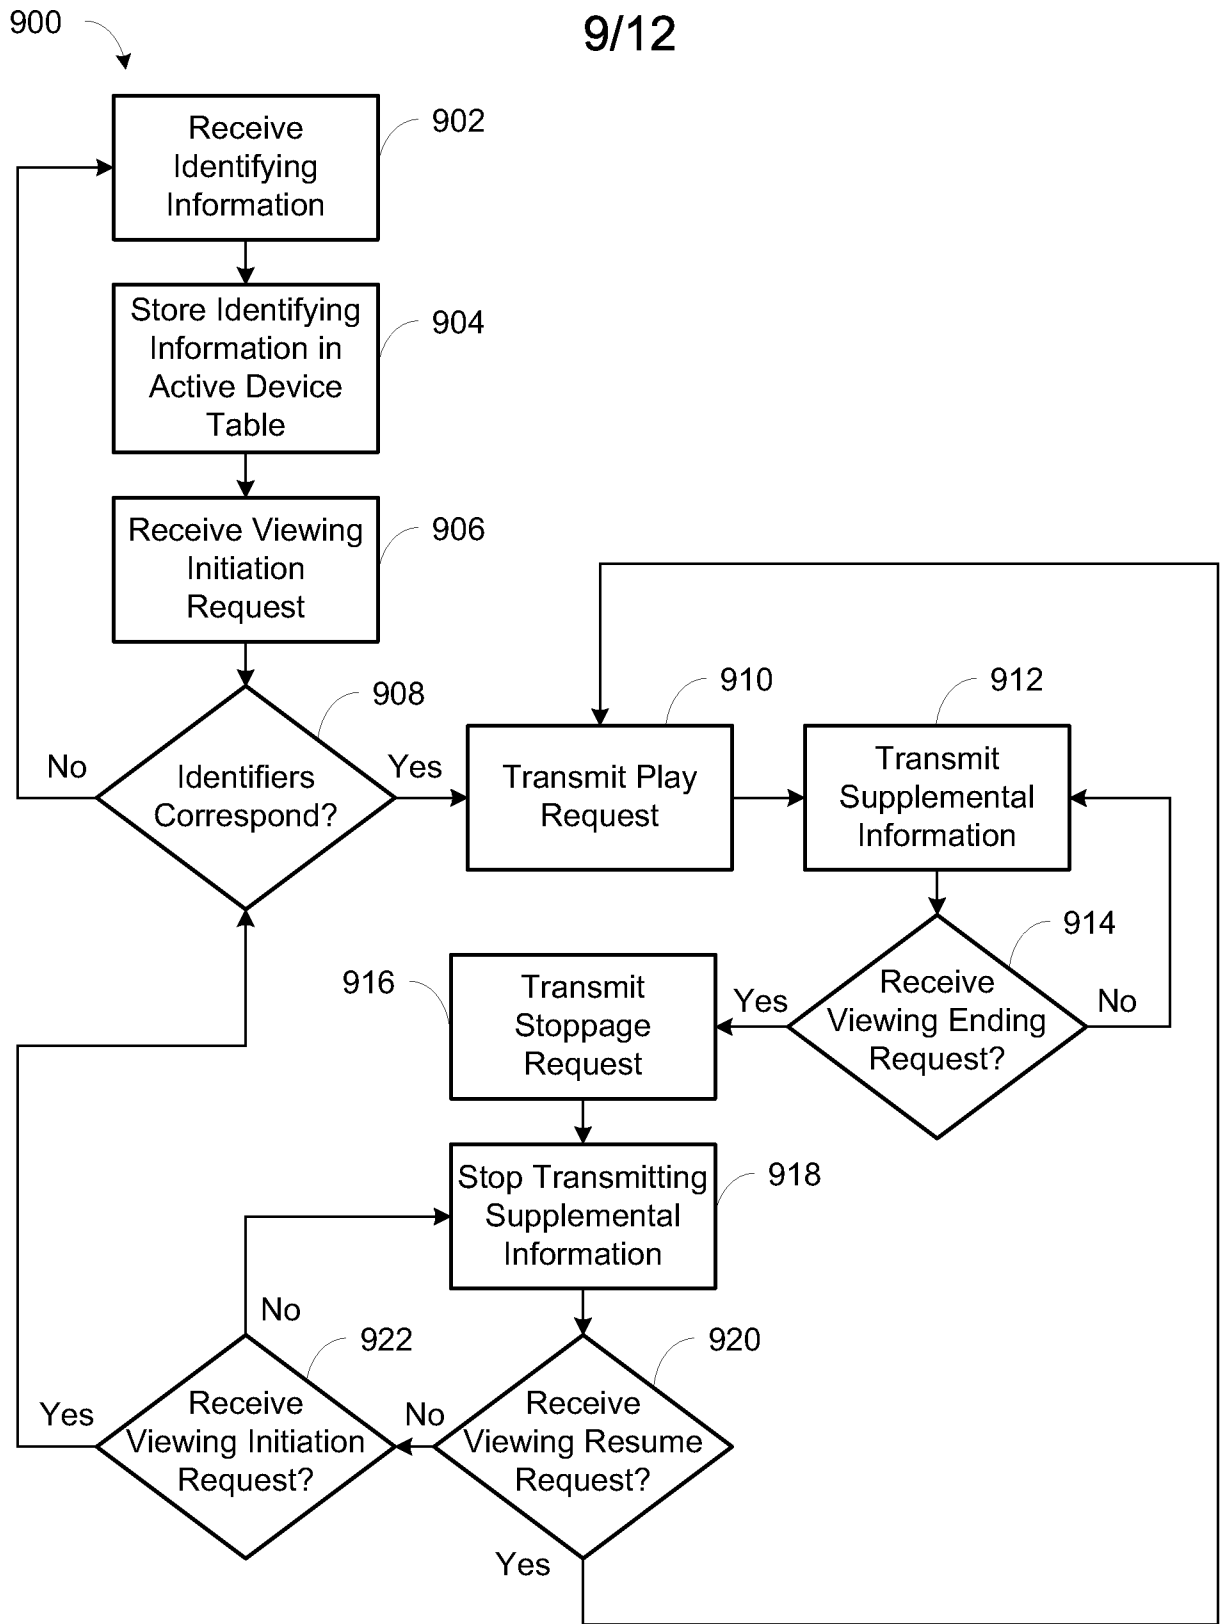 900
9/12
Receive
Identifying
Information
902
Store Identifying
Information in
Active Device
Table
904
Receive Viewing
Initiation
Request
906
908
Identifiers
Correspond?
No
Yes
910
Transmit Play
Request
912
Transmit
Supplemental
Information
914
Receive
Viewing Ending
Request?
Yes
No
916
Transmit
Stoppage
Request
918
Stop Transmitting
Supplemental
Information
920
Receive
Viewing Resume
Request?
No
Yes
922
Receive
Viewing Initiation
Request?
No
Yes